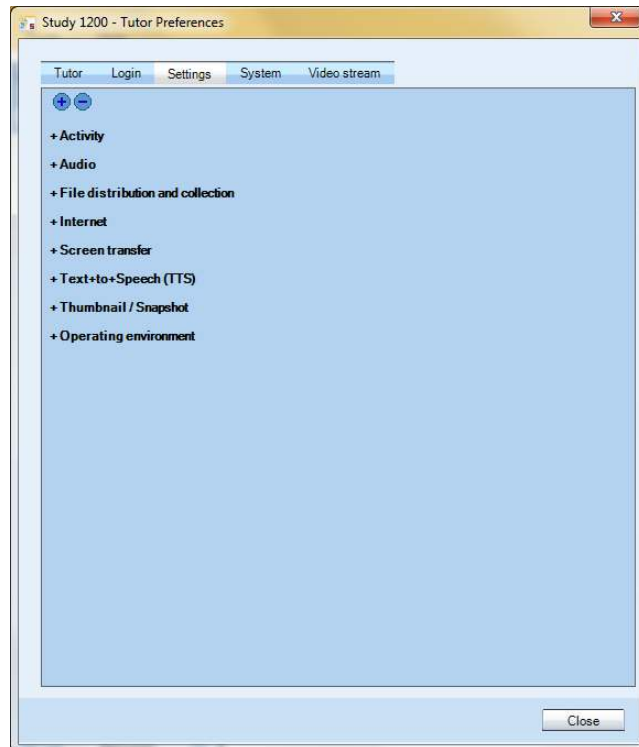 Study 1200 - Tutor Preferences
Tutor Login Settings System Video stream
+ Activity
+ Audio
+ File distribution and collection
+ Internet
+ Screen transfer
+ Text+to+Speech (TTS)
+ Thumbnail / Snapshot
+ Operating environment
Close